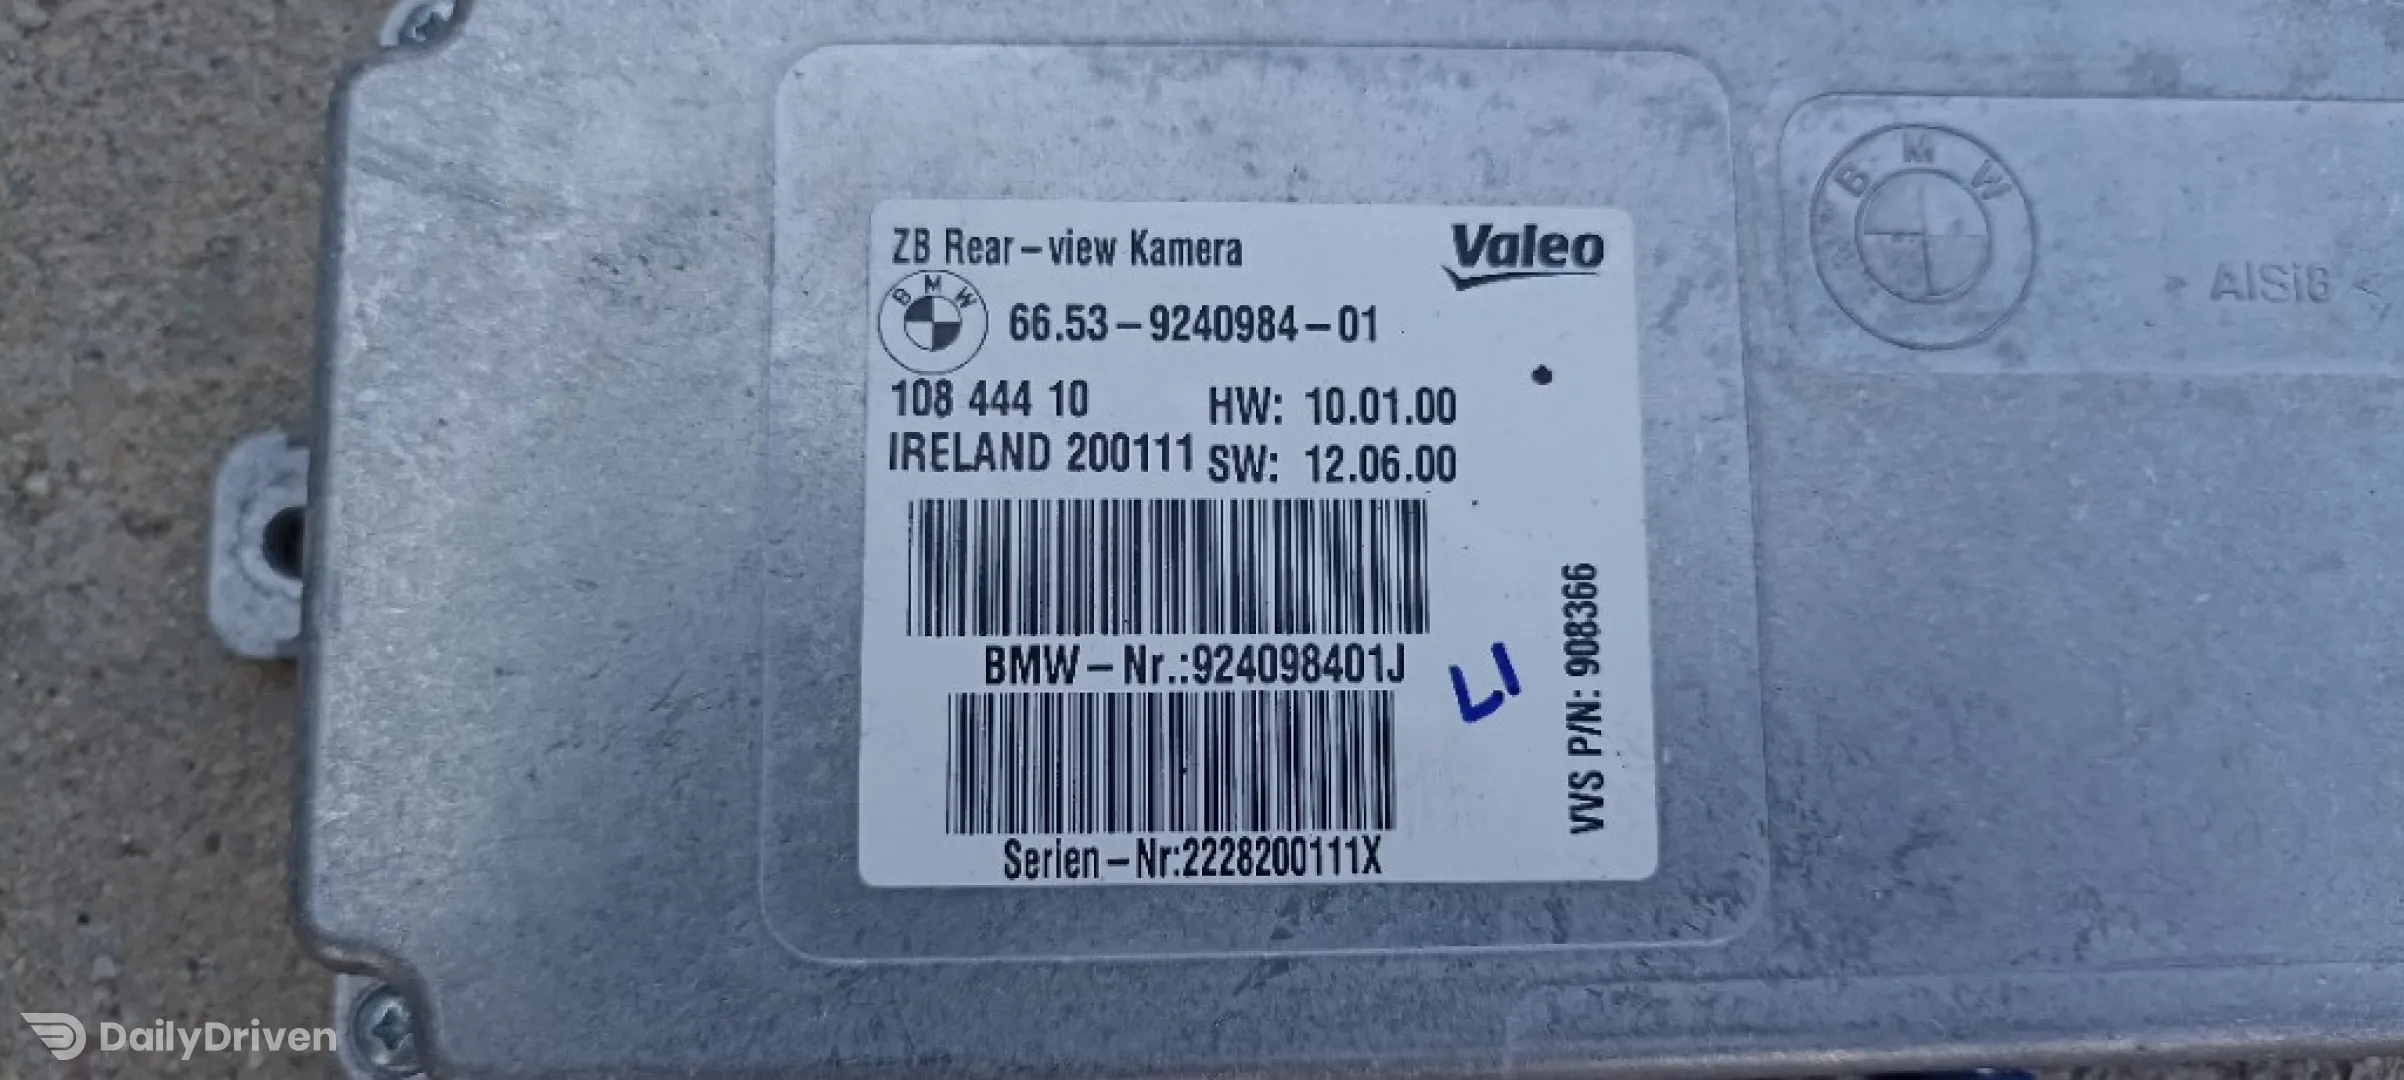 ZB Rear-view Kamera
Valeo
BMW
66.53-9240984-01
108 444 10
HW: 10.01.00
IRELAND 200111
SW: 12.06.00
BMW-Nr.:924098401J
LI
Serien-Nr:2228200111X
VVS P/N: 908366
BMW
AlSi
DailyDriven